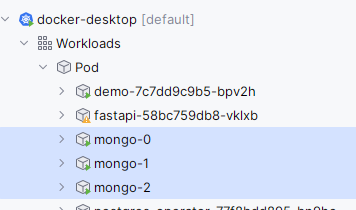 docker-desktop [default]
Workloads
Pod
demo-7c7dd9c9b5-bpv2h
fastapi-58bc759db8-vklxb
mongo-0
mongo-1
mongo-2